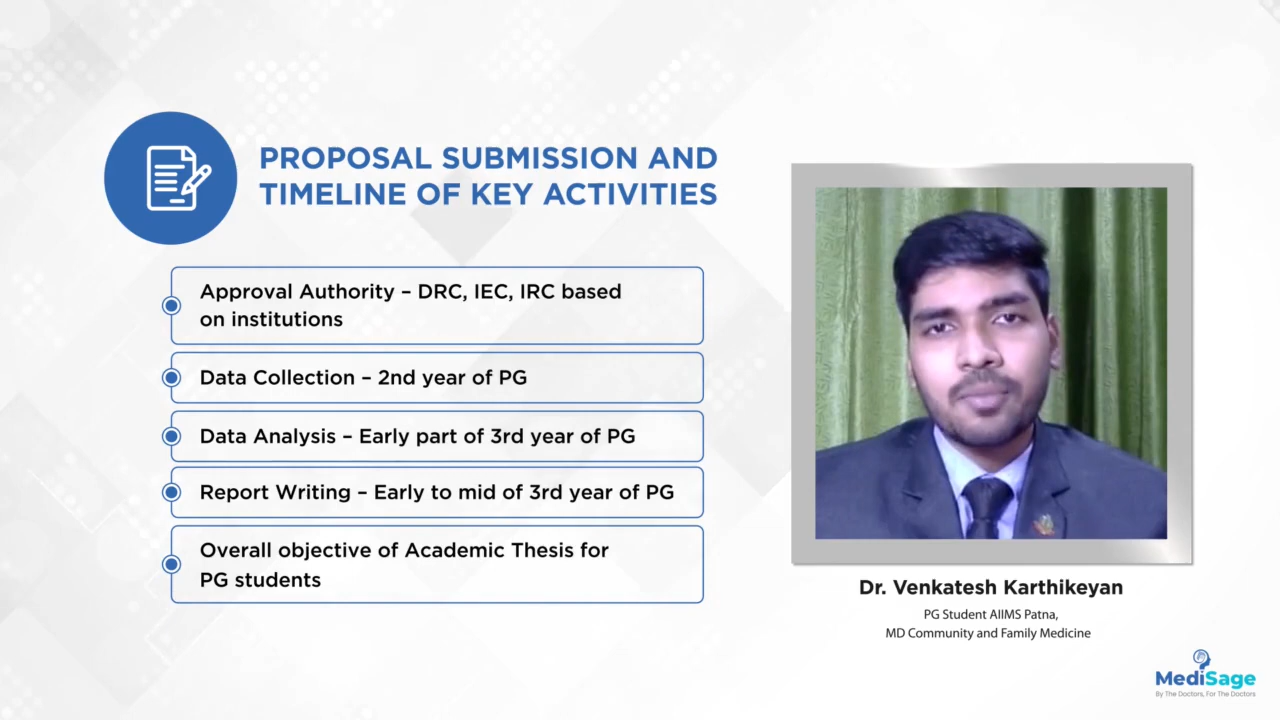 PROPOSAL SUBMISSION AND
TIMELINE OF KEY ACTIVITIES
Approval Authority – DRC, IEC, IRC based
on institutions
Data Collection – 2nd year of PG
Data Analysis – Early part of 3rd year of PG
Report Writing – Early to mid of 3rd year of PG
Overall objective of Academic Thesis for
PG students
Dr. Venkatesh Karthikeyan
PG Student AIIMS Patna,
MD Community and Family Medicine
MediSage
By The Doctors, For The Doctors